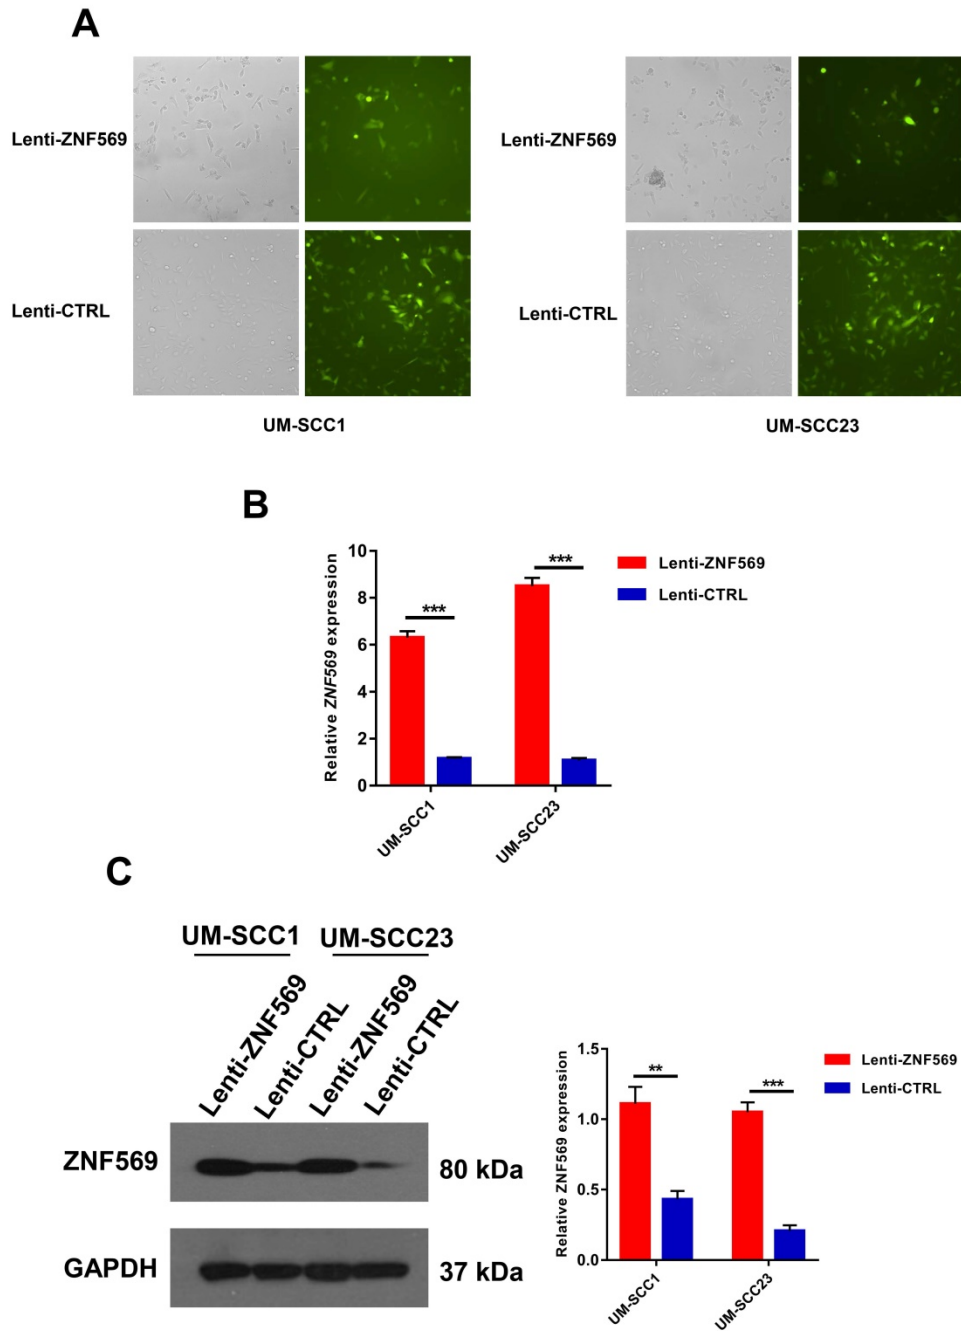 A
Lenti-ZNF569
Lenti-CTRL
UM-SCC1
Lenti-ZNF569
Lenti-CTRL
UM-SCC23
B
Relative ZNF569 expression
10
8
6
4
2
0
***
***
UM-SCC1
UM-SCC23
Lenti-ZNF569
Lenti-CTRL
C
UM-SCC1 UM-SCC23
Lenti-ZNF569
Lenti-CTRL
Lenti-ZNF569
Lenti-CTRL
ZNF569
80 kDa
GAPDH
37 kDa
Relative ZNF569 expression
1.5
1.0
0.5
0.0
**
***
UM-SCC1
UM-SCC23
Lenti-ZNF569
Lenti-CTRL